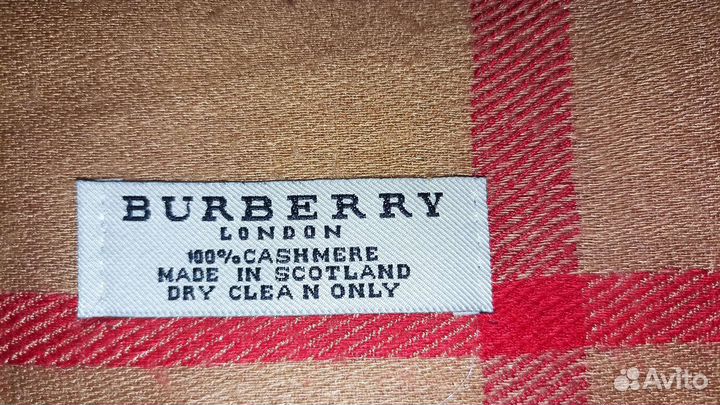 BURBERRY
LONDON
100% CASHMERE
MADE IN SCOTLAND
DRY CLEA N ONLY
Avito